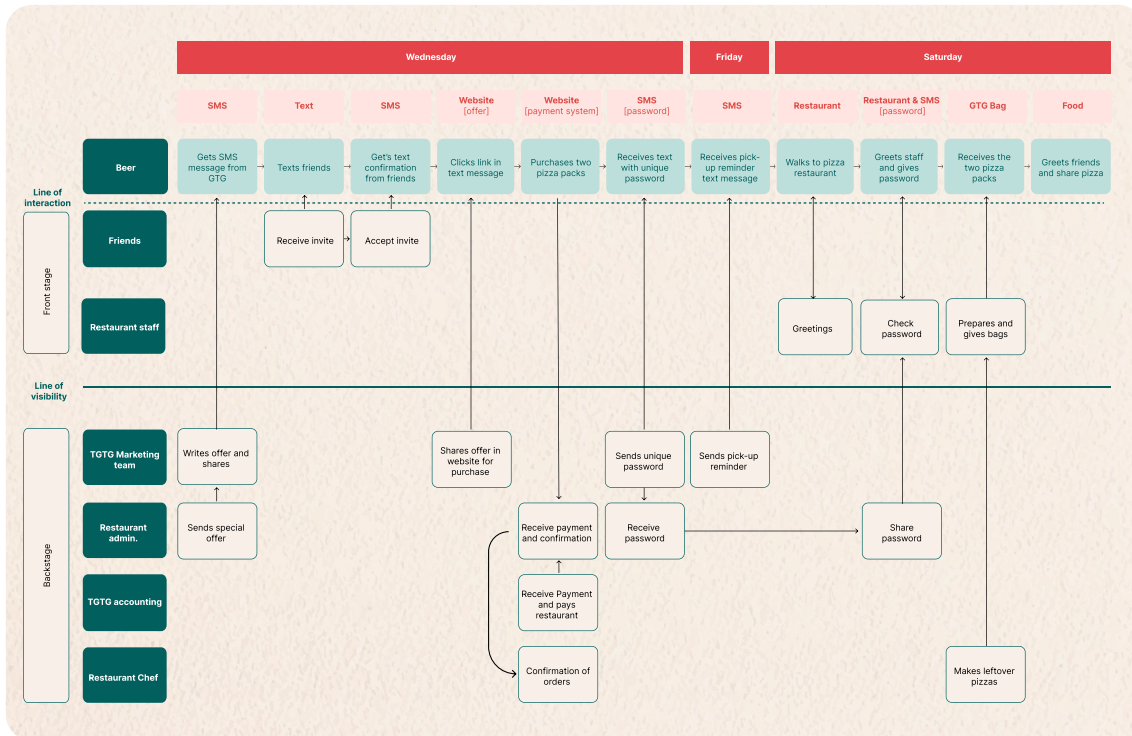 Wednesday
Friday
Saturday
SMS
Text
SMS
Website
[offer]
Website
[payment system]
SMS
[password]
SMS
Restaurant
Restaurant & SMS
[password]
GTG Bag
Food
Beer
Gets SMS
message from
GTG
Texts friends
Get's text
confirmation
from friends
Clicks link in
text message
Purchases two
pizza packs
Receives text
with unique
password
Receives pick-
up reminder
text message
Walks to pizza
restaurant
Greets staff
and gives
password
Receives the
two pizza
packs
Greets friends
and share pizza
Line of
interaction
Front stage
Friends
Receive invite
Accept invite
Restaurant staff
Greetings
Check
password
Prepares and
gives bags
Line of
visibility
Backstage
TGTG Marketing
team
Writes offer and
shares
Shares offer in
website for
purchase
Sends unique
password
Sends pick-up
reminder
Restaurant
admin.
Sends special
offer
Receive payment
and confirmation
Receive
password
Share
password
TGTG accounting
Receive Payment
and pays
restaurant
Restaurant Chef
Confirmation of
orders
Makes leftover
pizzas